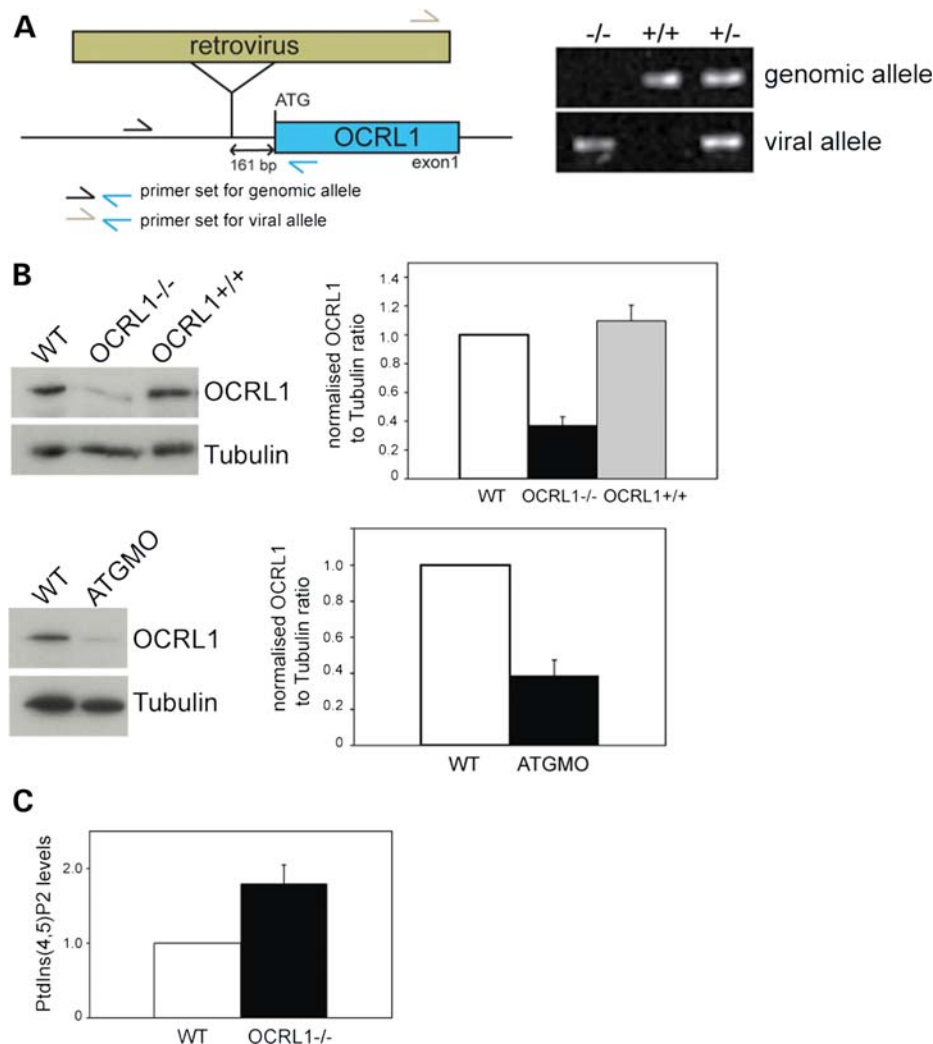 A
retrovirus
ATG
OCRL1
161 bp
exon1
primer set for genomic allele
primer set for viral allele
-/- +/+ +/-
genomic allele
viral allele
B
WT OCRL1-/- OCRL1+/+
OCRL1
Tubulin
normalised OCRL1
to Tubulin ratio
1.4
1.2
1.0
0.8
0.6
0.4
0.2
0
WT OCRL1-/- OCRL1+/+
WT ATGMO
OCRL1
Tubulin
normalised OCRL1
to Tubulin ratio
1.0
0.8
0.6
0.4
0.2
0
WT ATGMO
C
PtdIns(4,5)P2 levels
2.0
1.0
0
WT OCRL1-/-